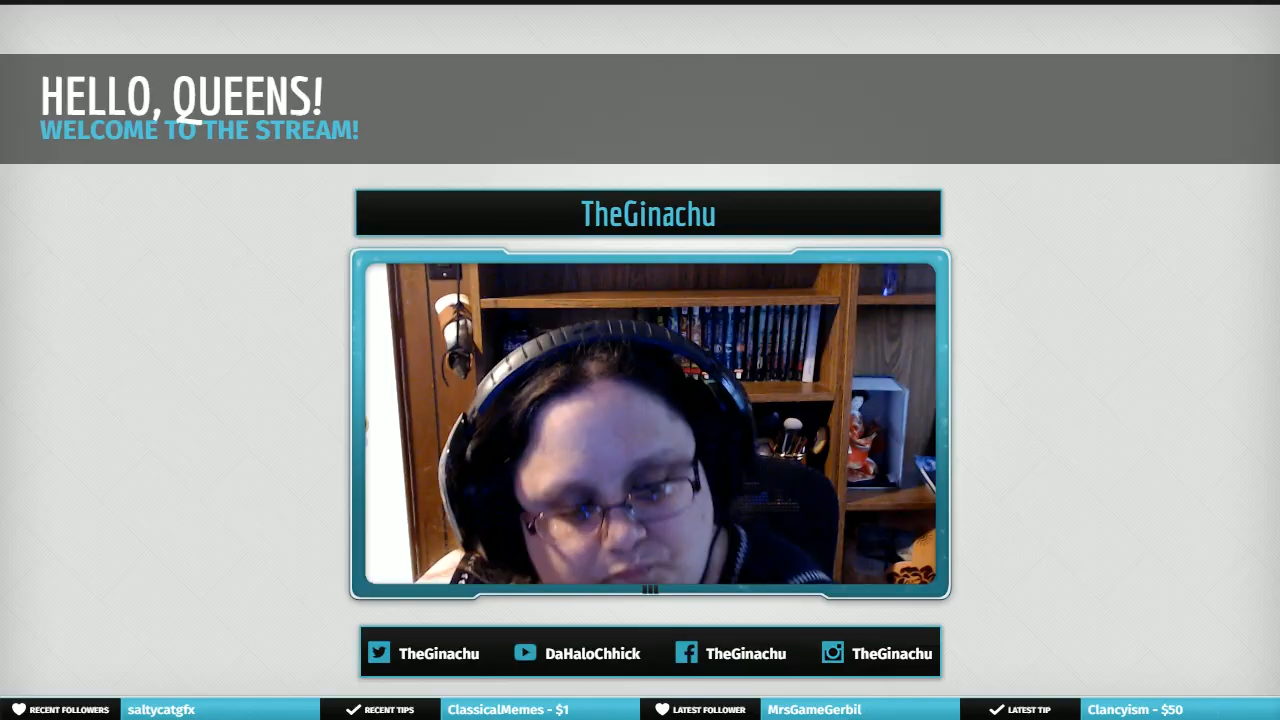 HELLO, QUEENS!
WELCOME TO THE STREAM!
TheGinachu
TheGinachu DaHaloChhick TheGinachu TheGinachu
RECENT FOLLOWERS saltycatgfx RECENT TIPS ClassicalMemes - $1 LATEST FOLLOWER MrsGameGerbil LATEST TIP Clancyism - $50